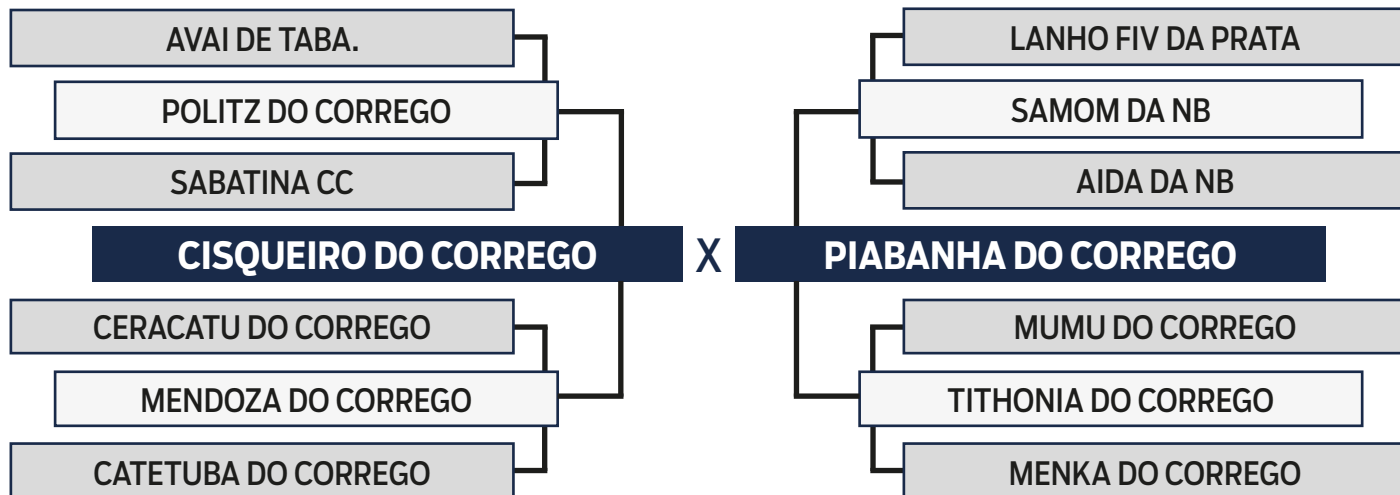 AVAI DE TABA.
POLITZ DO CORREGO
SABATINA CC
CISQUEIRO DO CORREGO
CERACATU DO CORREGO
MENDOZA DO CORREGO
CATETUBA DO CORREGO
X
LANHO FIV DA PRATA
SAMOM DA NB
AIDA DA NB
PIABANHA DO CORREGO
MUMU DO CORREGO
TITHONIA DO CORREGO
MENKA DO CORREGO